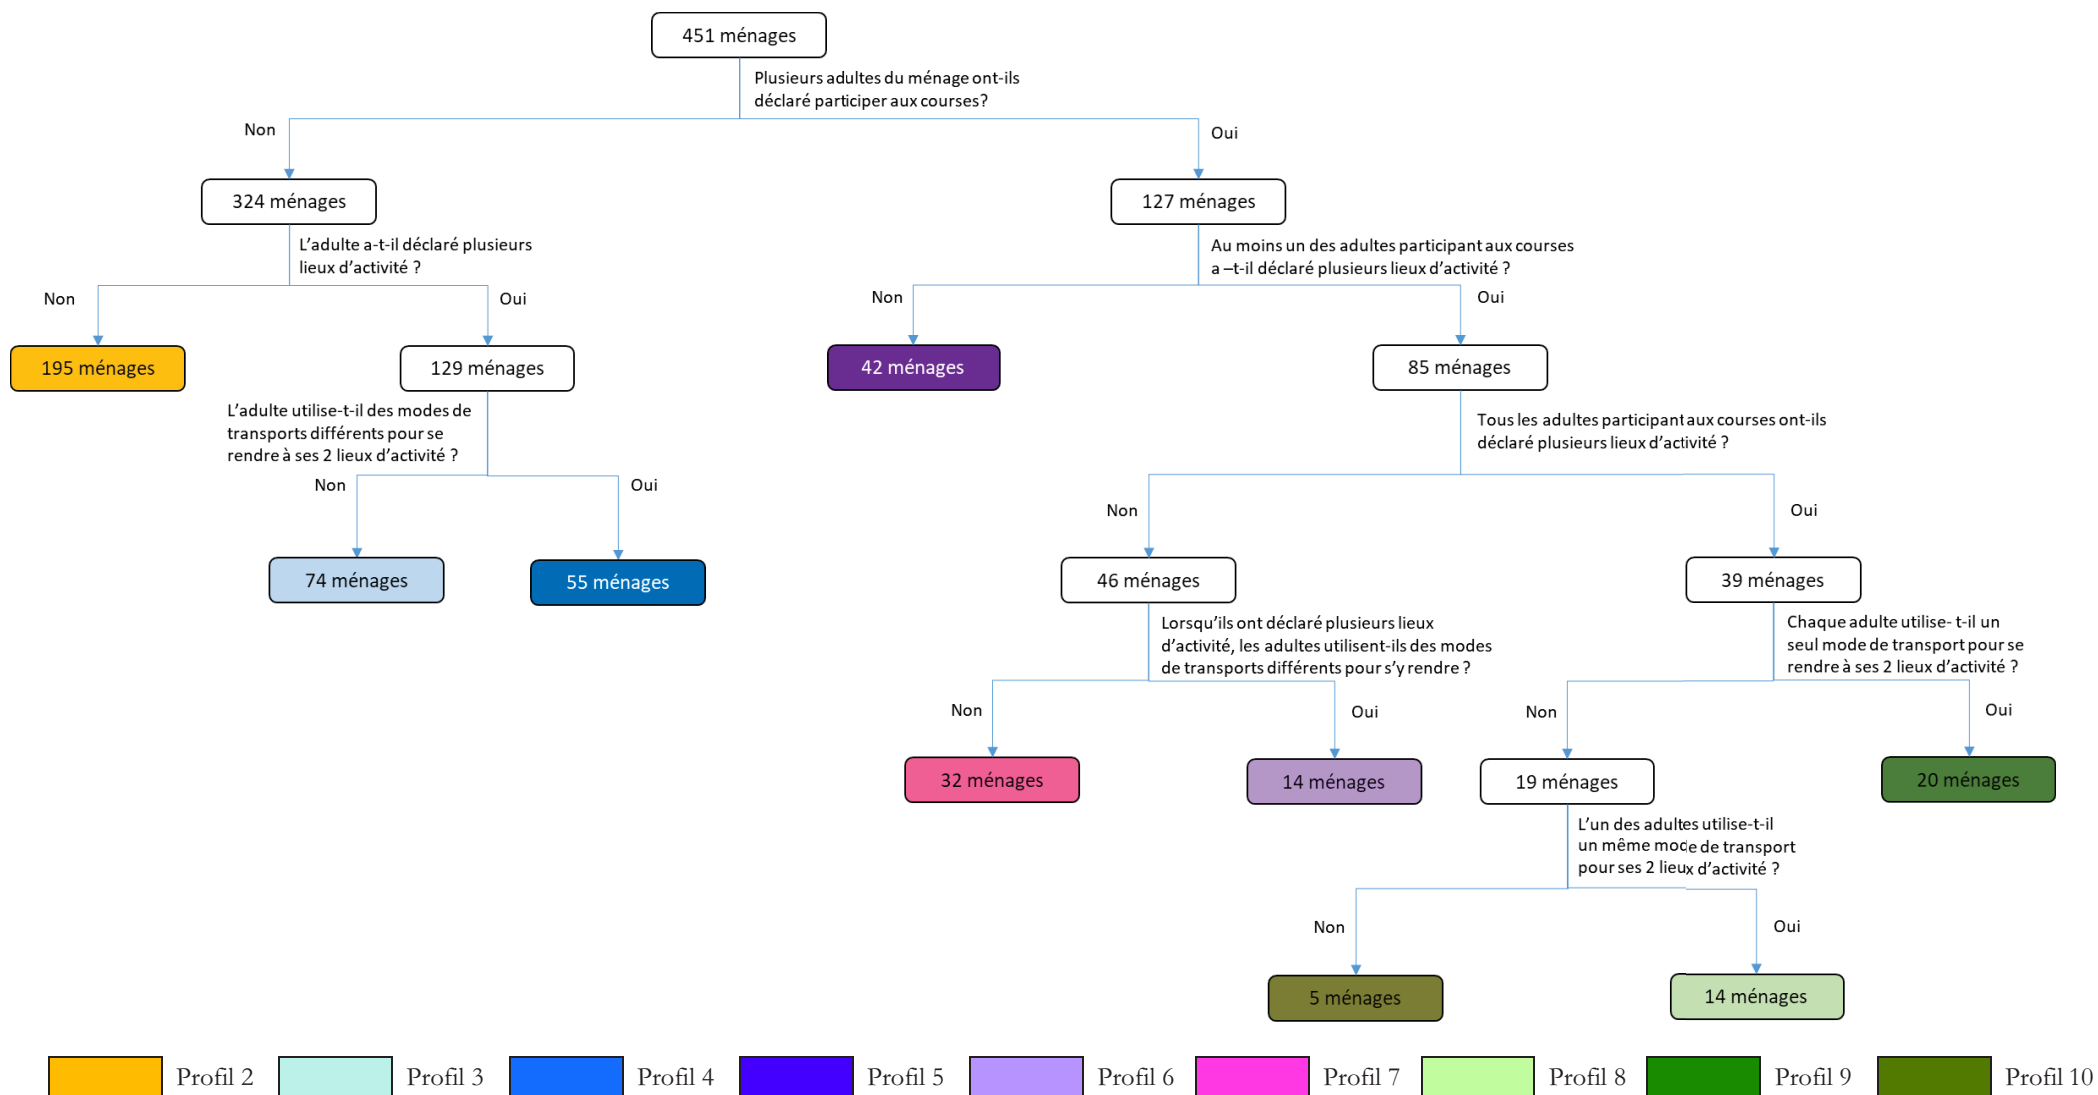 451 ménages
Plusieurs adultes du ménage ont-ils
déclaré participer aux courses?
Non
Oui
324 ménages
127 ménages
L'adulte a-t-il déclaré plusieurs
lieux d'activité ?
Au moins un des adultes participant aux courses
a –t-il déclaré plusieurs lieux d'activité ?
Non
Oui
Non
Oui
195 ménages
129 ménages
42 ménages
85 ménages
L'adulte utilise-t-il des modes de
transports différents pour se
rendre à ses 2 lieux d'activité ?
Tous les adultes participant aux courses ont-ils
déclaré plusieurs lieux d'activité ?
Non
Oui
Non
Oui
74 ménages
55 ménages
46 ménages
39 ménages
Lorsqu'ils ont déclaré plusieurs lieux
d'activité, les adultes utilisent-ils des modes
de transports différents pour s'y rendre ?
Chaque adulte utilise- t-il un
seul mode de transport pour se
rendre à ses 2 lieux d'activité ?
Non
Oui
Non
Oui
32 ménages
14 ménages
19 ménages
20 ménages
L'un des adultes utilise-t-il
un même mode de transport
pour ses 2 lieux d'activité ?
Non
Oui
5 ménages
14 ménages
Profil 2
Profil 3
Profil 4
Profil 5
Profil 6
Profil 7
Profil 8
Profil 9
Profil 10